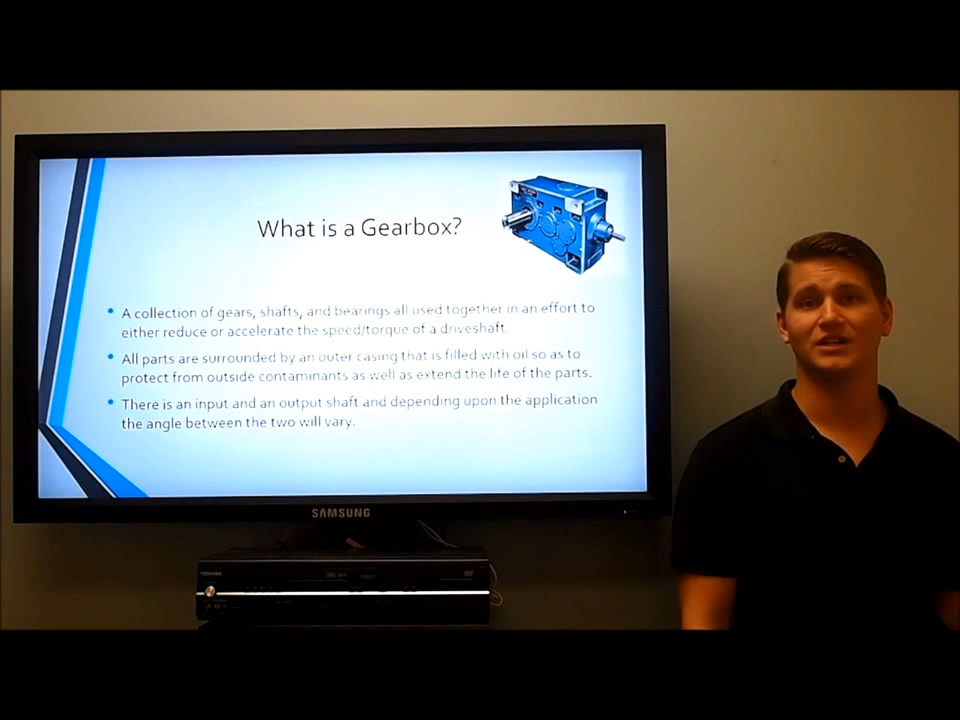 What is a Gearbox?
• A collection of gears, shafts, and bearings all used together in an effort to
either reduce or accelerate the speed/torque of a driveshaft.
• All parts are surrounded by an outer casing that is filled with oil so as to
protect from outside contaminants as well as extend the life of the parts.
• There is an input and an output shaft and depending upon the application
the angle between the two will vary.
SAMSUNG
TOSHIBA